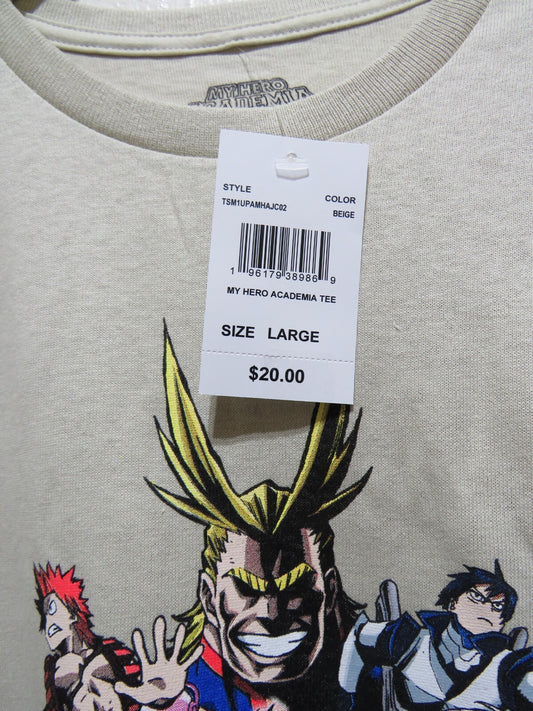 MY HERO
ACADEMIA
STYLE
COLOR
TSM1UPAMHAJC02
BEIGE
1 96179 38986 9
MY HERO ACADEMIA TEE
SIZE LARGE
$20.00